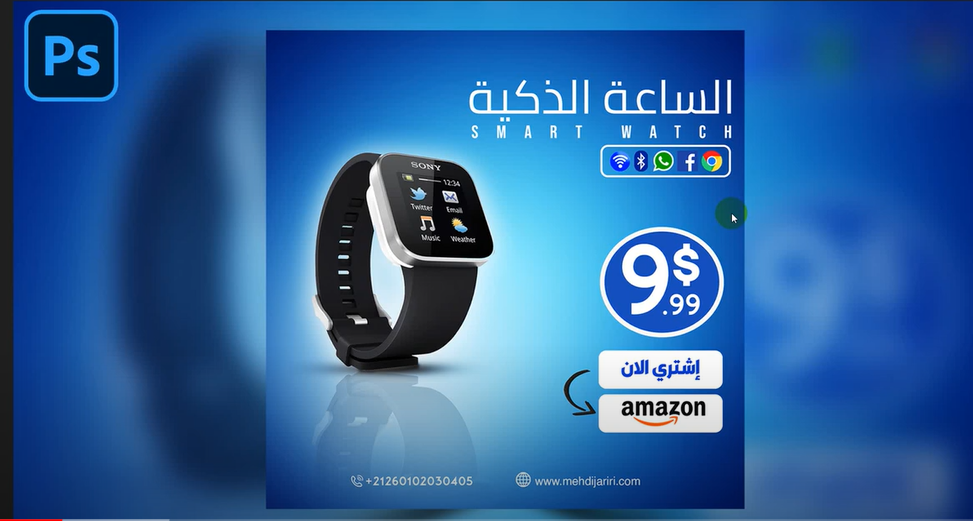 Ps
الساعة الذكية
SMART WATCH
SONY
12:34
Twitter
Email
Music
Weather
9$
.99
إشتري الان
amazon
+21260102030405
www.mehdijariri.com